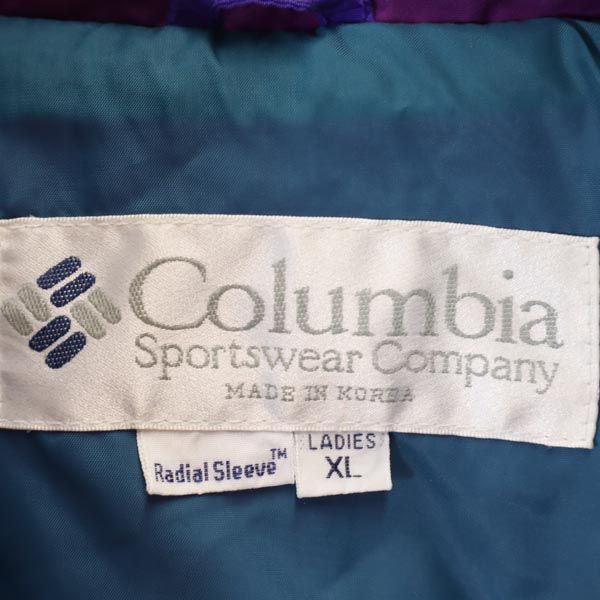 Columbia
Sportswear Company
MADE IN KOREA
Radial Sleeve™
LADIES
XL